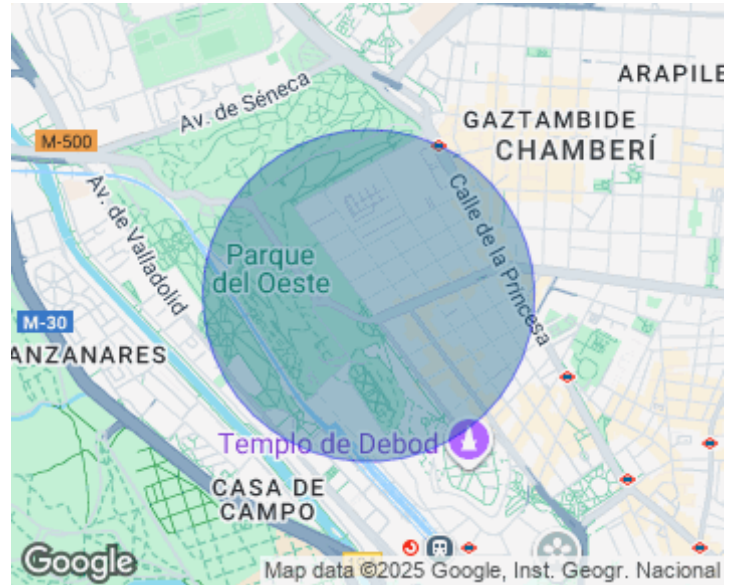 ARAPILE
Av. de Séneca
GAZTAMBIDE
M-500
CHAMBERÍ
Av. de Valladolid
Calle de la Princesa
Parque
del Oeste
M-30
ANZANARES
Templo de Debod
CASA DE
CAMPO
Google
Map data ©2025 Google, Inst. Geogr. Nacional